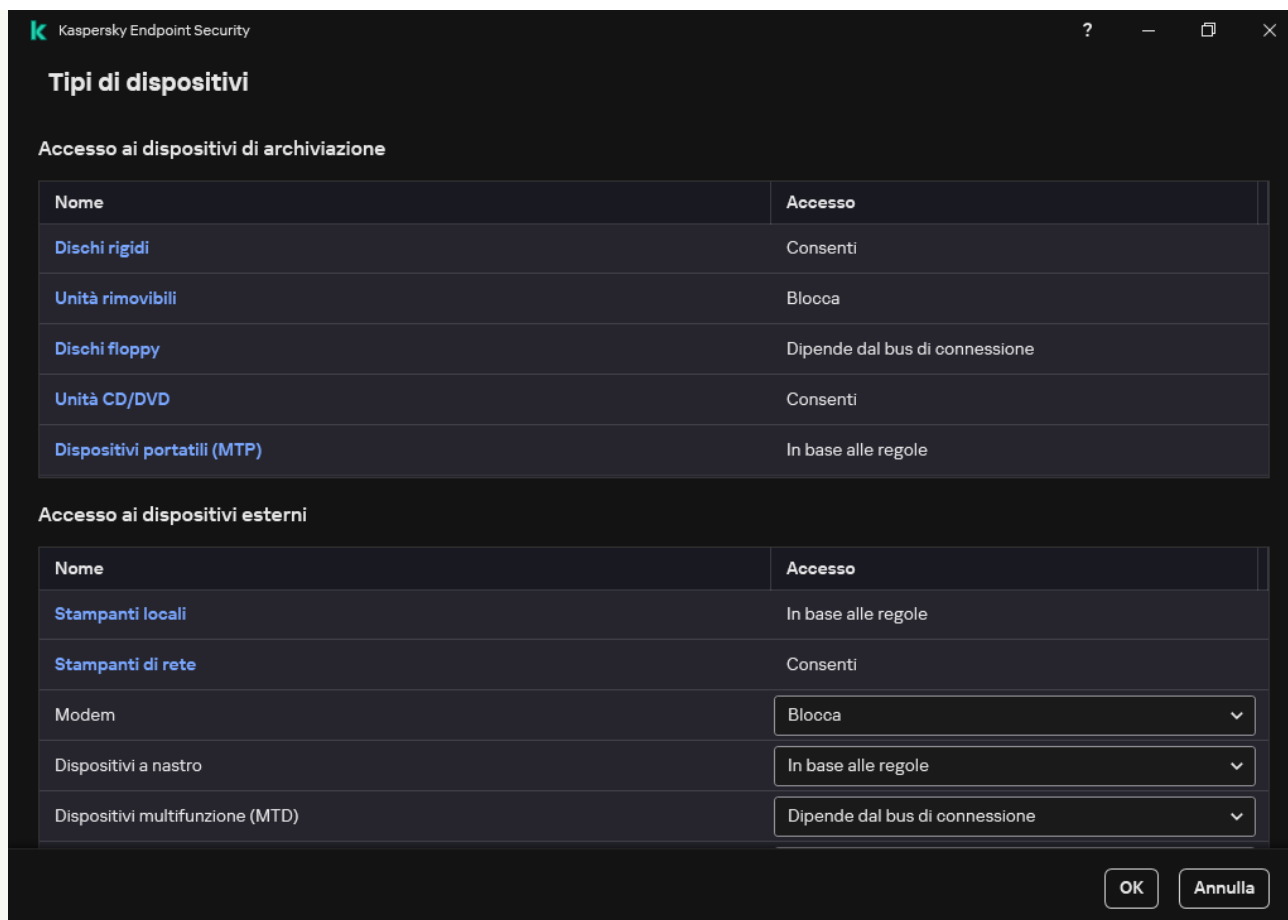 Kaspersky Endpoint Security
?
Tipi di dispositivi
Accesso ai dispositivi di archiviazione
Nome Accesso
Dischi rigidi Consenti
Unità rimovibili Blocca
Dischi floppy Dipende dal bus di connessione
Unità CD/DVD Consenti
Dispositivi portatili (MTP) In base alle regole
Accesso ai dispositivi esterni
Nome Accesso
Stampanti locali In base alle regole
Stampanti di rete Consenti
Modem Blocca
Dispositivi a nastro In base alle regole
Dispositivi multifunzione (MTD) Dipende dal bus di connessione
OK Annulla